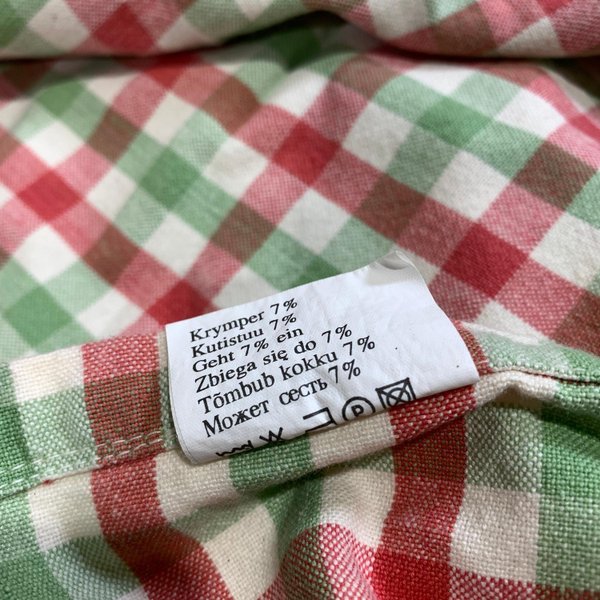 Krymper 7%
Kutistuu 7%
Geht 7% ein
Zbiega się do 7%
Tõmbub kokku 7%
Может сесть 7%
P